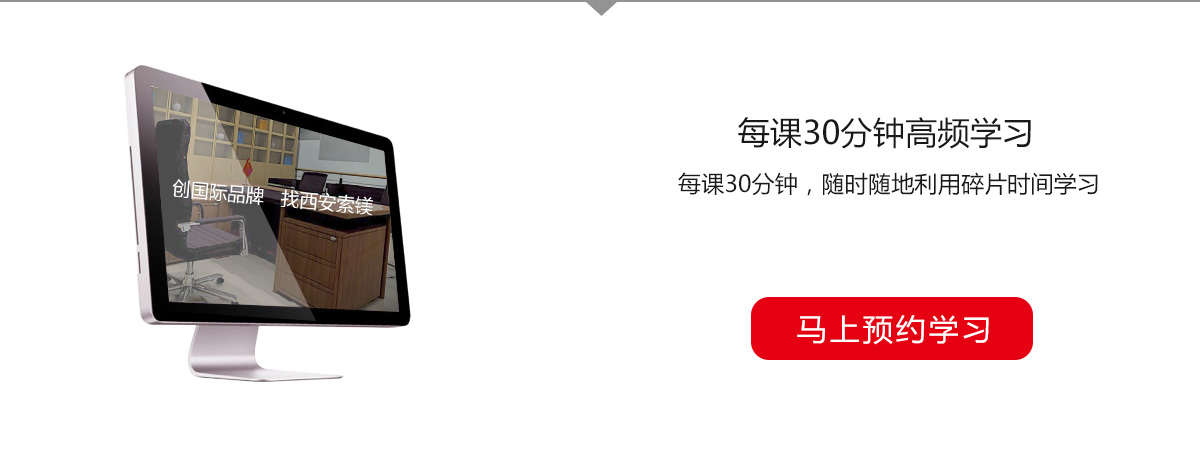 创国际品牌 找西安索镁
每课30分钟高频学习
每课30分钟，随时随地利用碎片时间学习
马上预约学习